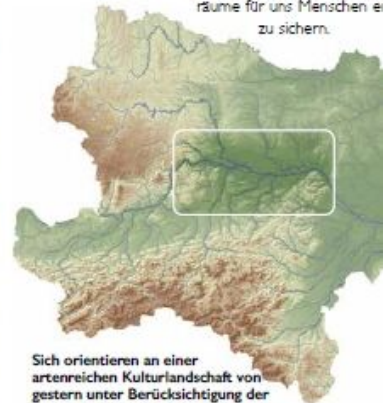 räume für uns Menschen
zu sichern.
Sich orientieren an einer
artenreichen Kulturlandschaft von
gestern unter Berücksichtigung der